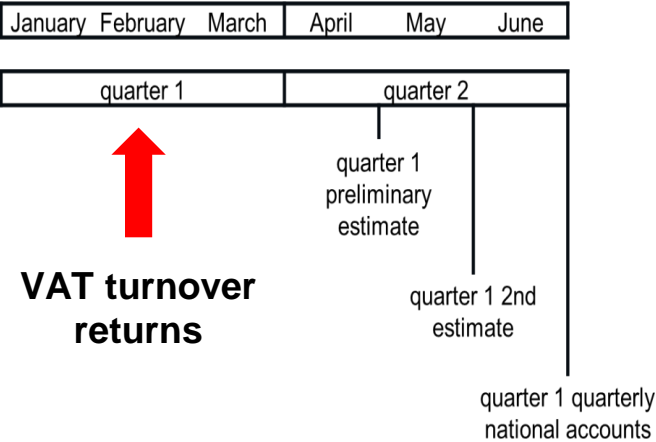 January February March April May June
quarter 1 quarter 2
quarter 1
preliminary
estimate
VAT turnover
returns
quarter 1 2nd
estimate
quarter 1 quarterly
national accounts